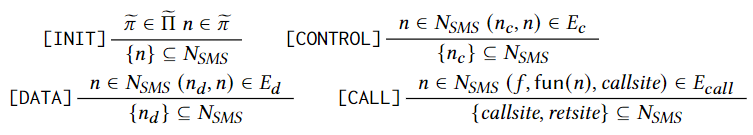 [INIT] π̃ ∈ Π̃ n ∈ π̃ / {n} ⊆ N_SMS [CONTROL] n ∈ N_SMS (n_c, n) ∈ E_c / {n_c} ⊆ N_SMS
[DATA] n ∈ N_SMS (n_d, n) ∈ E_d / {n_d} ⊆ N_SMS [CALL] n ∈ N_SMS (f, fun(n), callsite) ∈ E_call / {callsite, retsite} ⊆ N_SMS